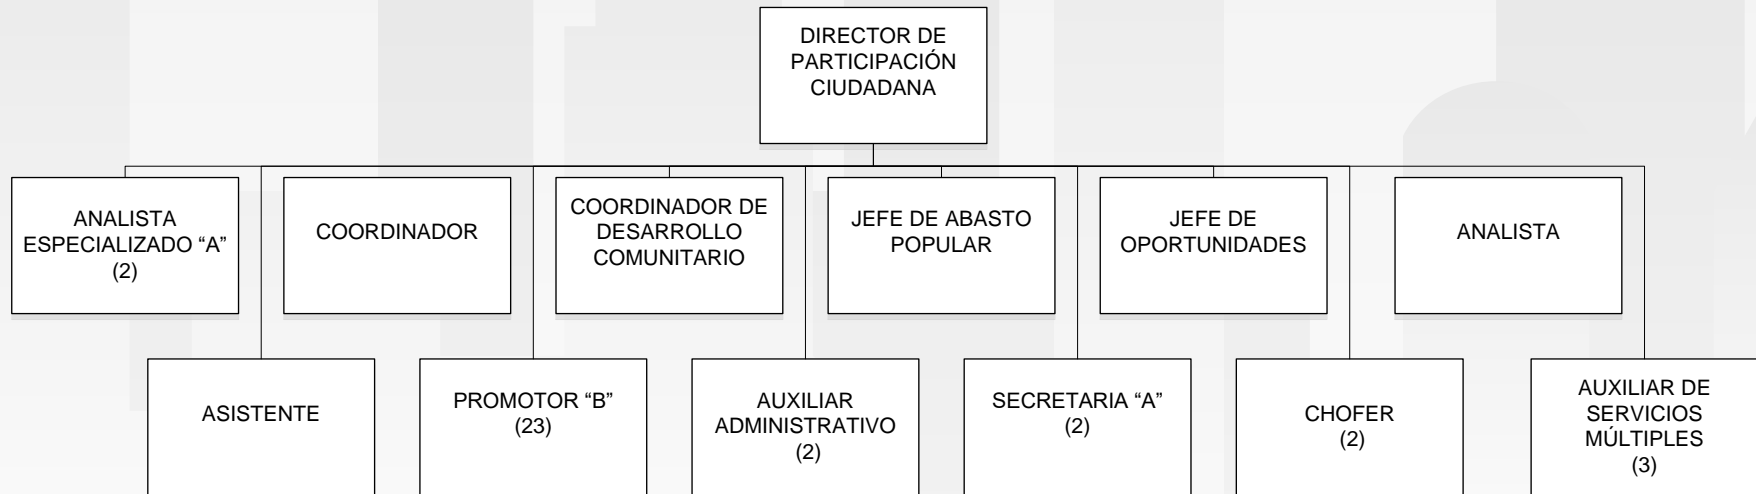 DIRECTOR DE
PARTICIPACIÓN
CIUDADANA
ANALISTA
ESPECIALIZADO “A”
(2)
COORDINADOR
COORDINADOR DE
DESARROLLO
COMUNITARIO
JEFE DE ABASTO
POPULAR
JEFE DE
OPORTUNIDADES
ANALISTA
ASISTENTE
PROMOTOR “B”
(23)
AUXILIAR
ADMINISTRATIVO
(2)
SECRETARIA “A”
(2)
CHOFER
(2)
AUXILIAR DE
SERVICIOS
MÚLTIPLES
(3)